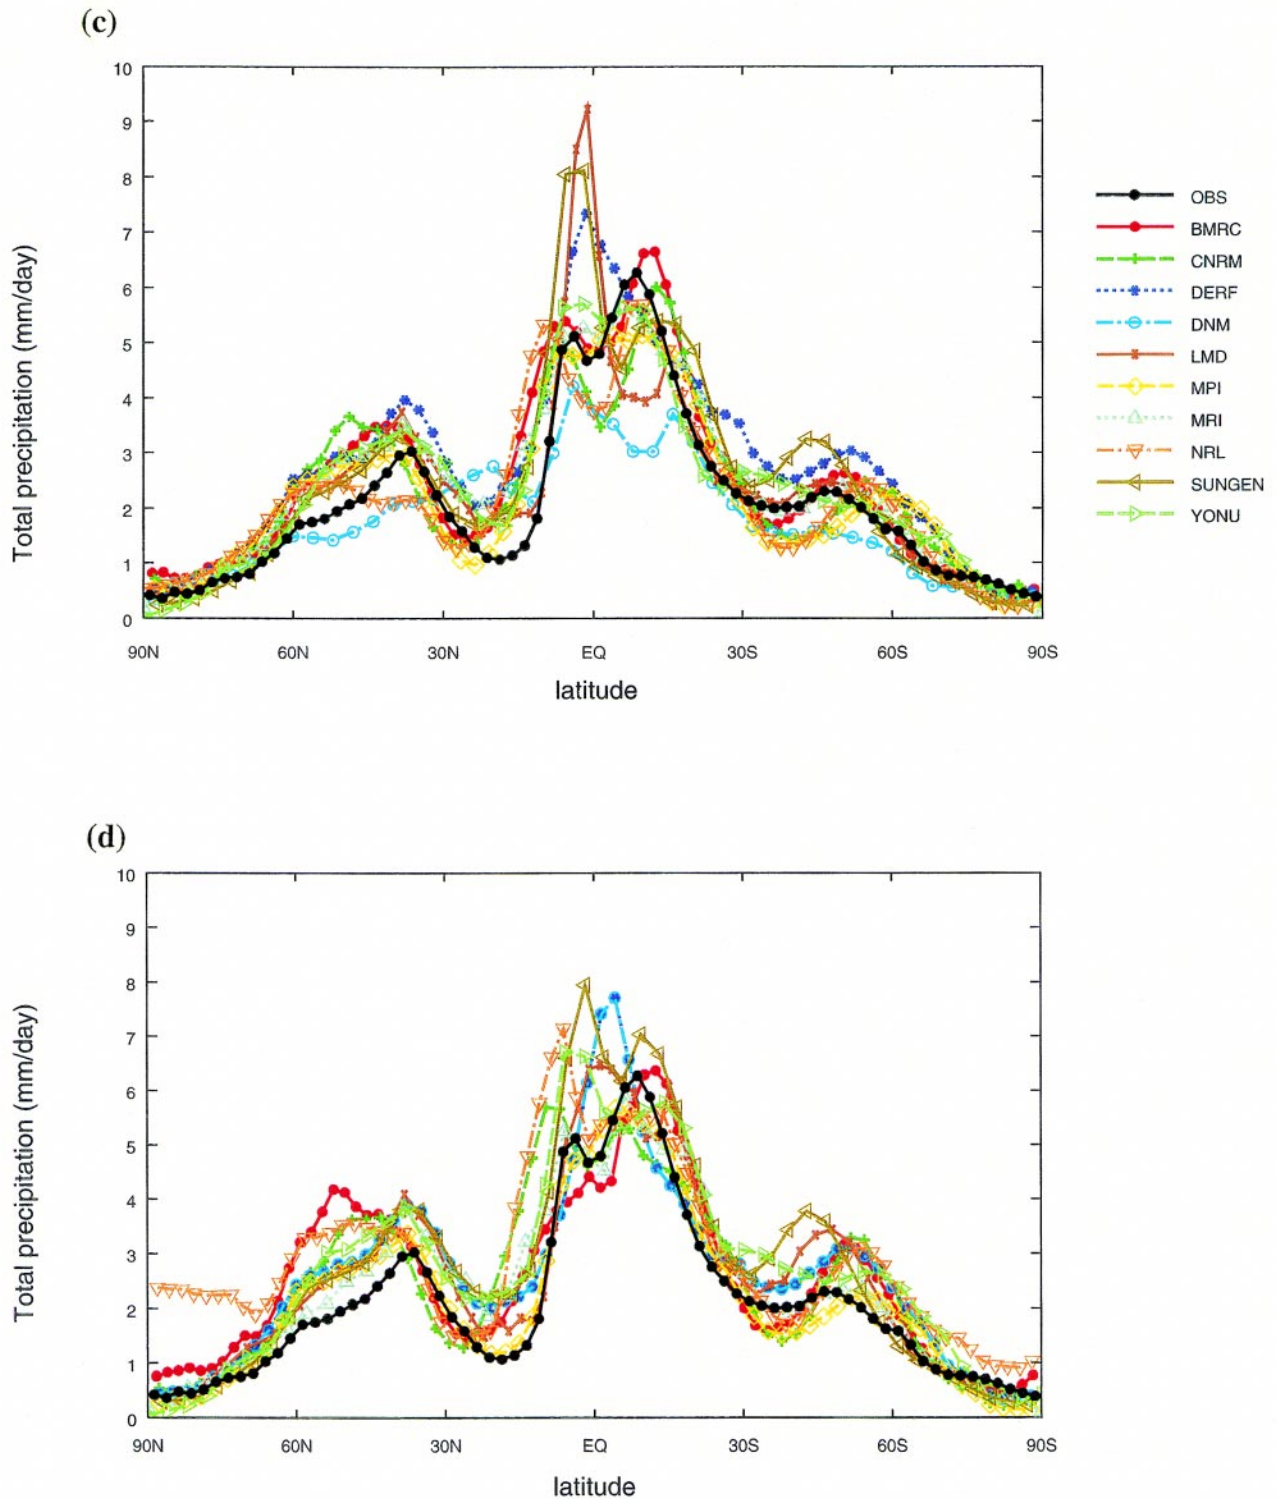 (c)
Total precipitation (mm/day)
10
9
8
7
6
5
4
3
2
1
0
90N 60N 30N EQ 30S 60S 90S
latitude
OBS
BMRC
CNRM
DERF
DNM
LMD
MPI
MRI
NRL
SUNGEN
YONU
(d)
Total precipitation (mm/day)
10
9
8
7
6
5
4
3
2
1
0
90N 60N 30N EQ 30S 60S 90S
latitude